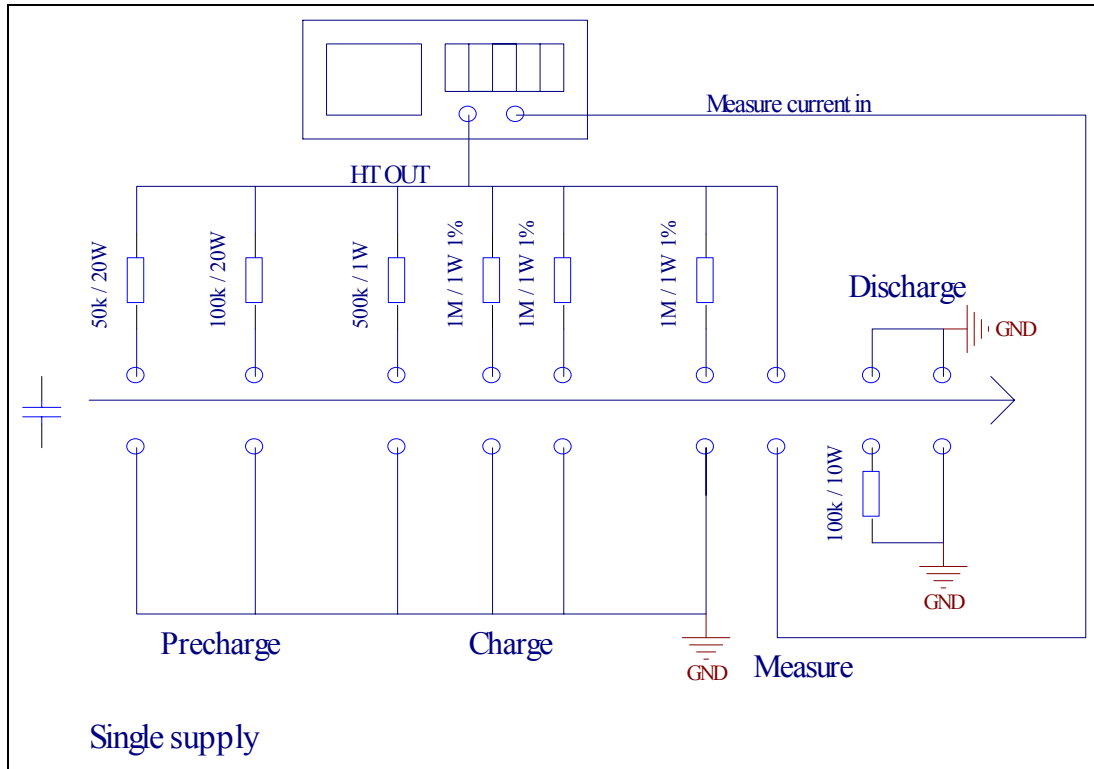 Measure current in
HT OUT
50k / 20W
100k / 20W
500k / 1W
1M / 1W 1%
1M / 1W 1%
1M / 1W 1%
Discharge
GND
100k / 10W
GND
Precharge
Charge
GND
Measure
Single supply